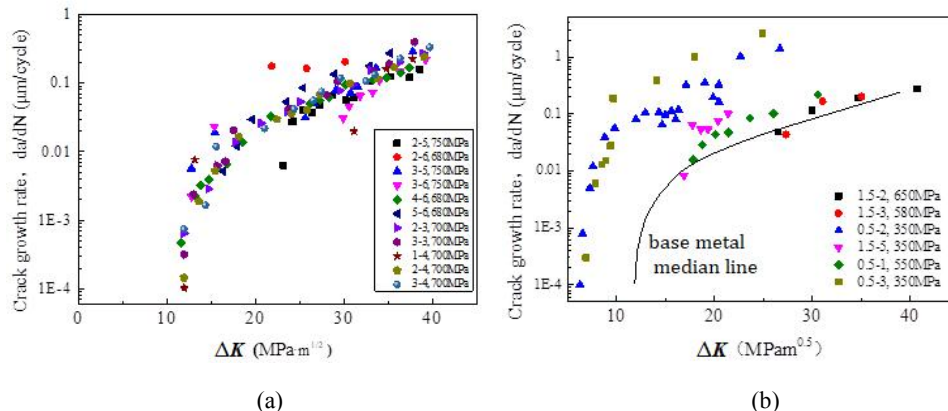 (a)
Crack growth rate, da/dN (μm/cycle)
1
0.1
0.01
1E-3
1E-4
0 10 20 30 40
ΔK (MPa·m^1/2)
2-5,750MPa
2-6,680MPa
3-5,750MPa
3-6,750MPa
4-6,680MPa
5-6,680MPa
2-3,700MPa
3-3,700MPa
1-4,700MPa
2-4,700MPa
3-4,700MPa
(a)
b)
Crack growth rate, da/dN (μm/cycle)
1
0.1
0.01
1E-3
1E-4
10 20 30 40
ΔK (MPam^0.5)
base metal
median line
1.5-2, 650MPa
1.5-3, 580MPa
0.5-2, 350MPa
1.5-5, 350MPa
0.5-1, 550MPa
0.5-3, 350MPa
(b)